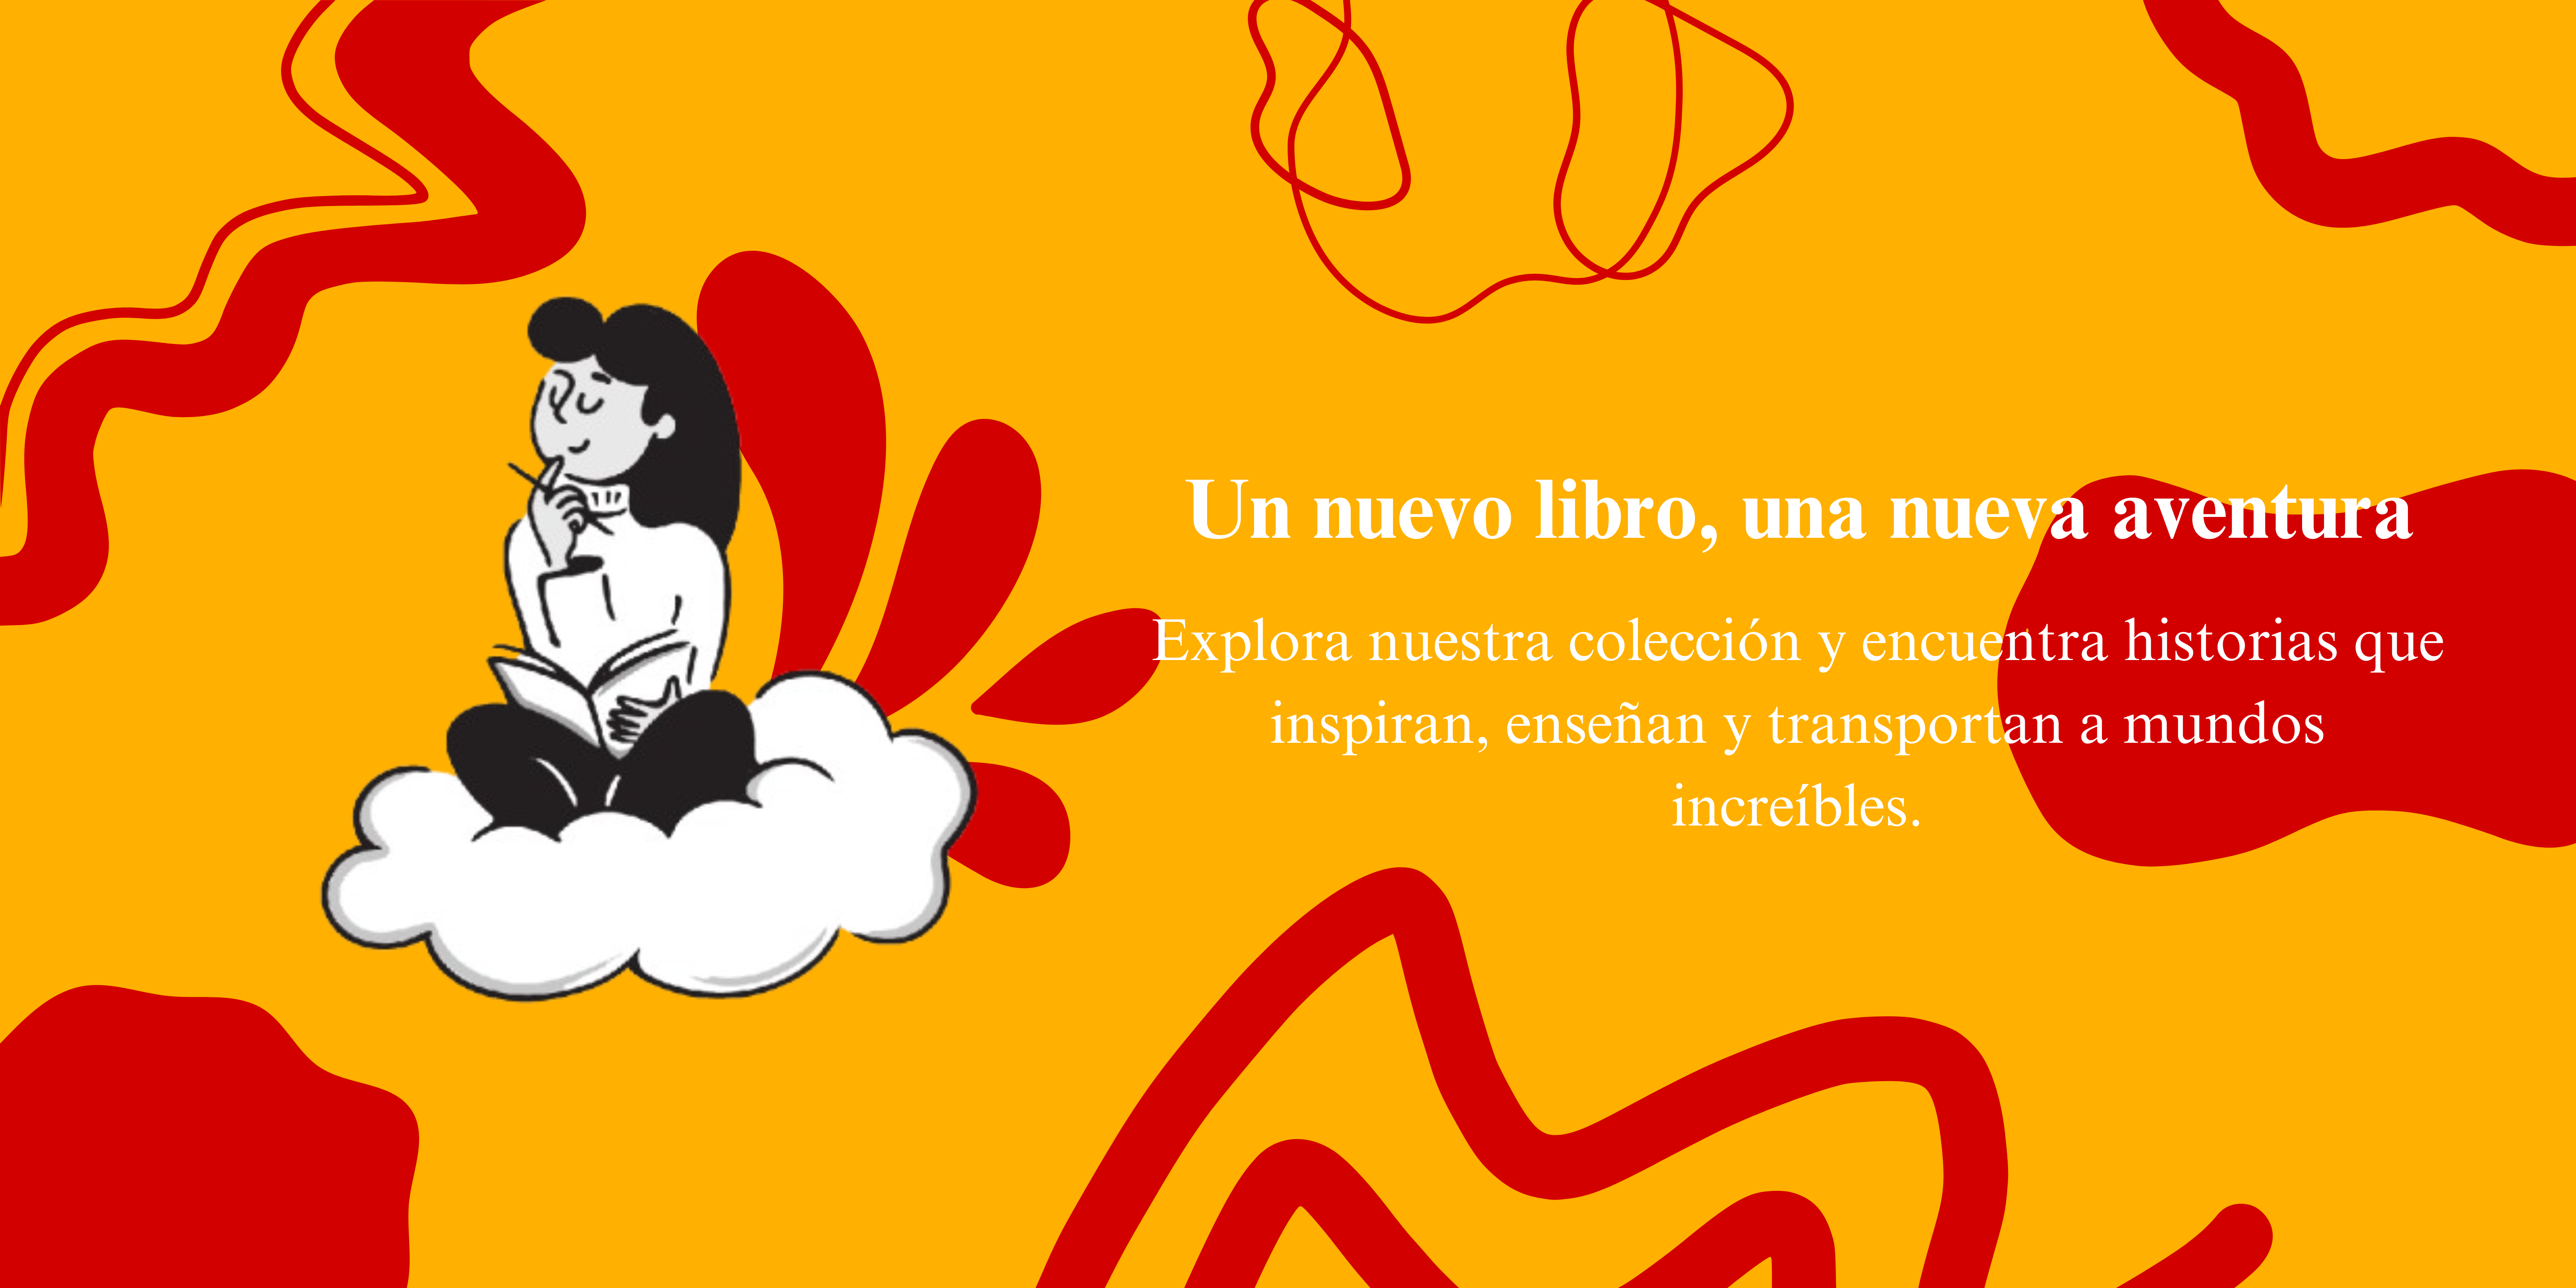 Un nuevo libro, una nueva aventura
Explora nuestra colección y encuentra historias que
inspiran, enseñan y transportan a mundos
increíbles.